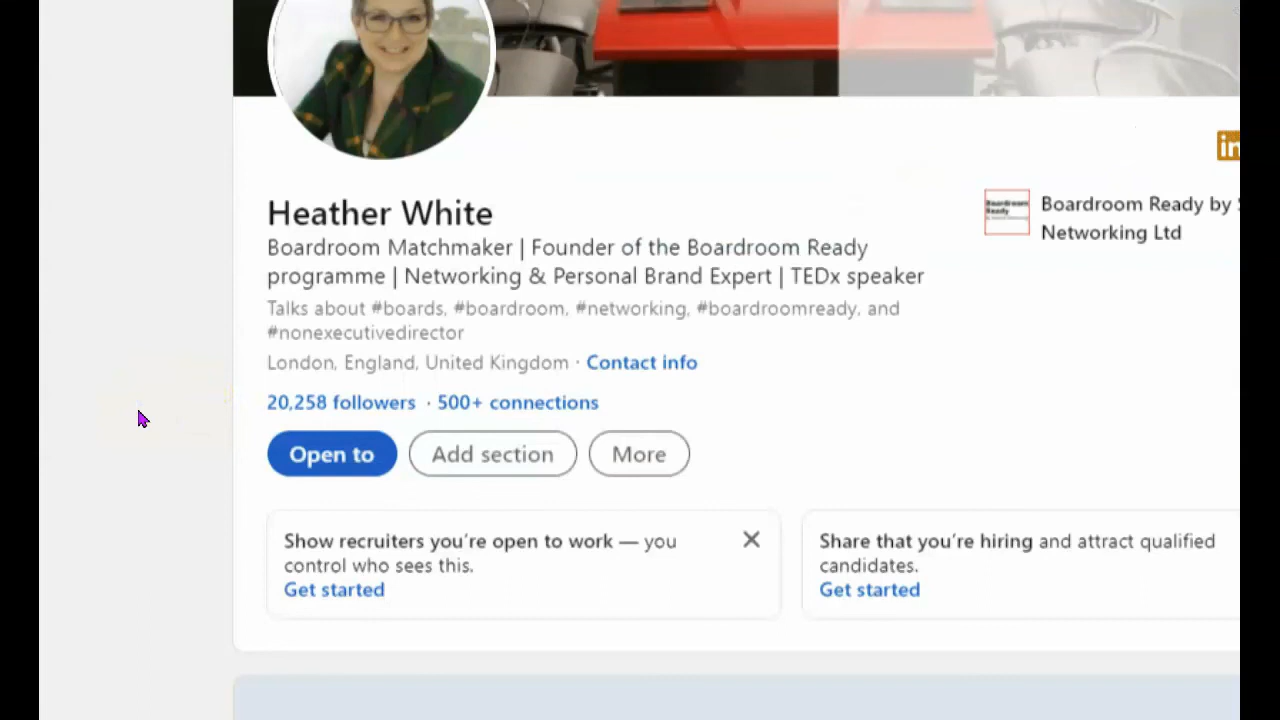 in
Heather White
Boardroom Ready by
Networking Ltd
Boardroom Matchmaker | Founder of the Boardroom Ready
programme | Networking & Personal Brand Expert | TEDx speaker
Talks about #boards, #boardroom, #networking, #boardroomready, and
#nonexecutivedirector
London, England, United Kingdom · Contact info
20,258 followers · 500+ connections
Open to
Add section
More
Show recruiters you're open to work — you
control who sees this.
Get started
Share that you're hiring and attract qualified
candidates.
Get started